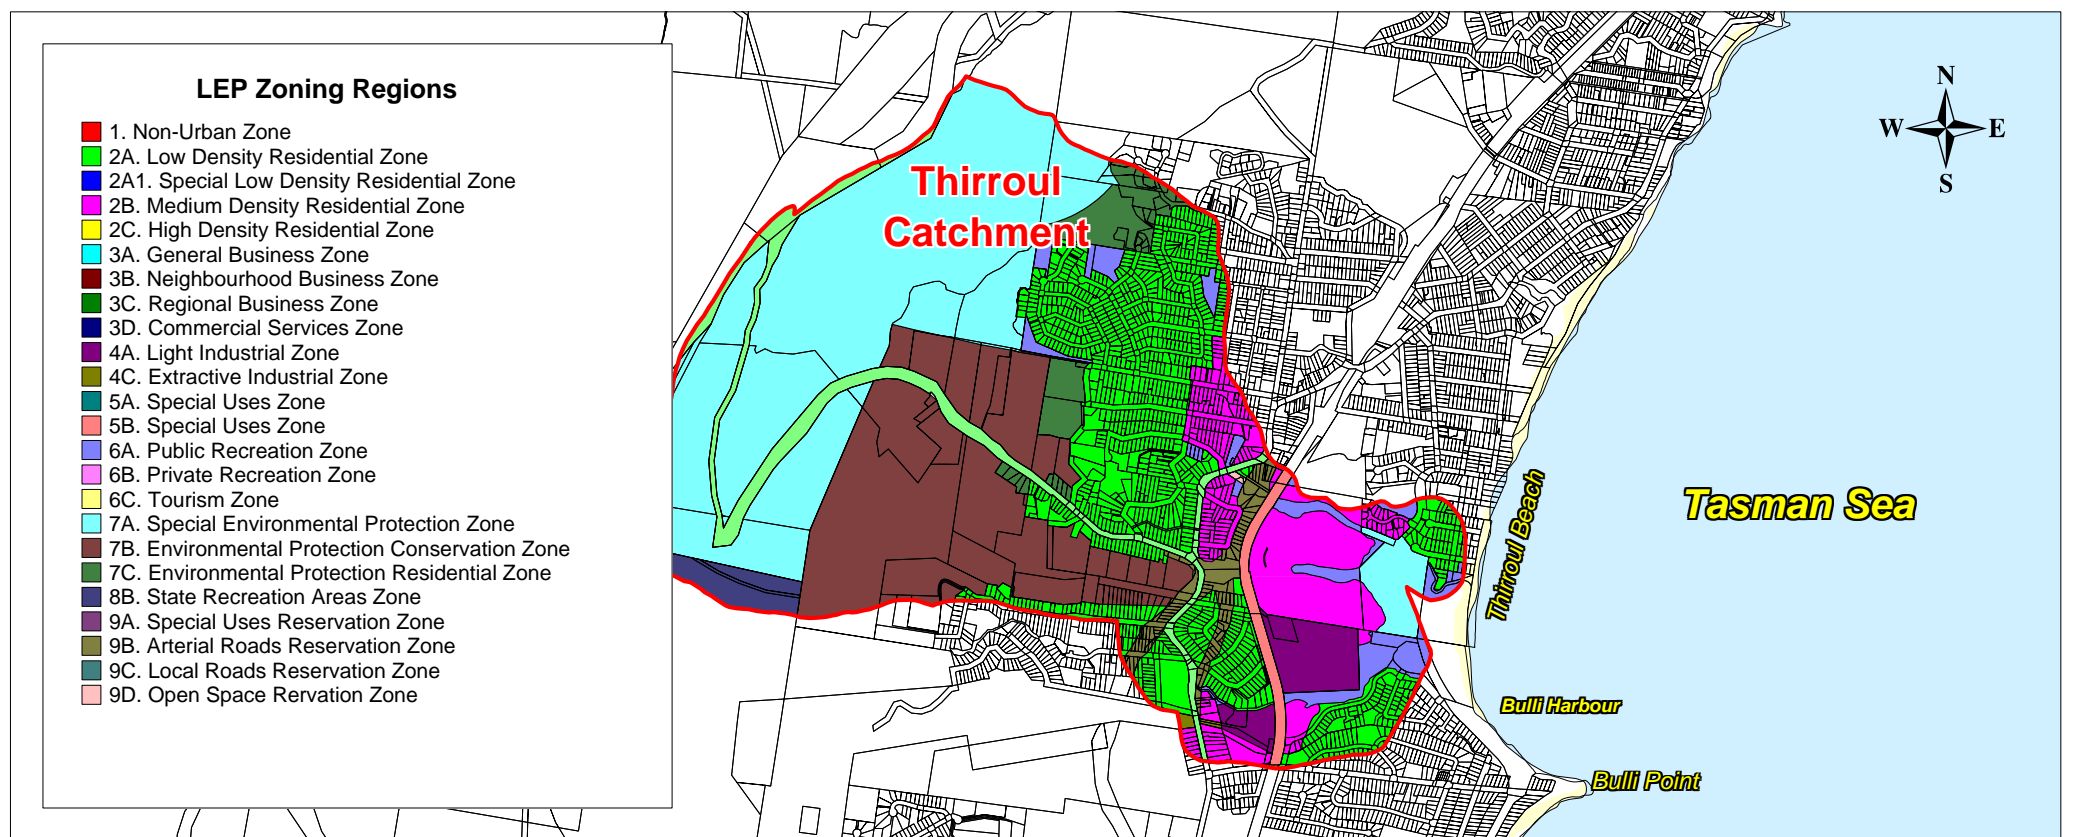 LEP Zoning Regions
1. Non-Urban Zone
2A. Low Density Residential Zone
2A1. Special Low Density Residential Zone
2B. Medium Density Residential Zone
2C. High Density Residential Zone
3A. General Business Zone
3B. Neighbourhood Business Zone
3C. Regional Business Zone
3D. Commercial Services Zone
4A. Light Industrial Zone
4C. Extractive Industrial Zone
5A. Special Uses Zone
5B. Special Uses Zone
6A. Public Recreation Zone
6B. Private Recreation Zone
6C. Tourism Zone
7A. Special Environmental Protection Zone
7B. Environmental Protection Conservation Zone
7C. Environmental Protection Residential Zone
8B. State Recreation Areas Zone
9A. Special Uses Reservation Zone
9B. Arterial Roads Reservation Zone
9C. Local Roads Reservation Zone
9D. Open Space Rervation Zone
Thirroul
Catchment
N
W E
S
Tasman Sea
Thirroul Beach
Bulli Harbour
Bulli Point